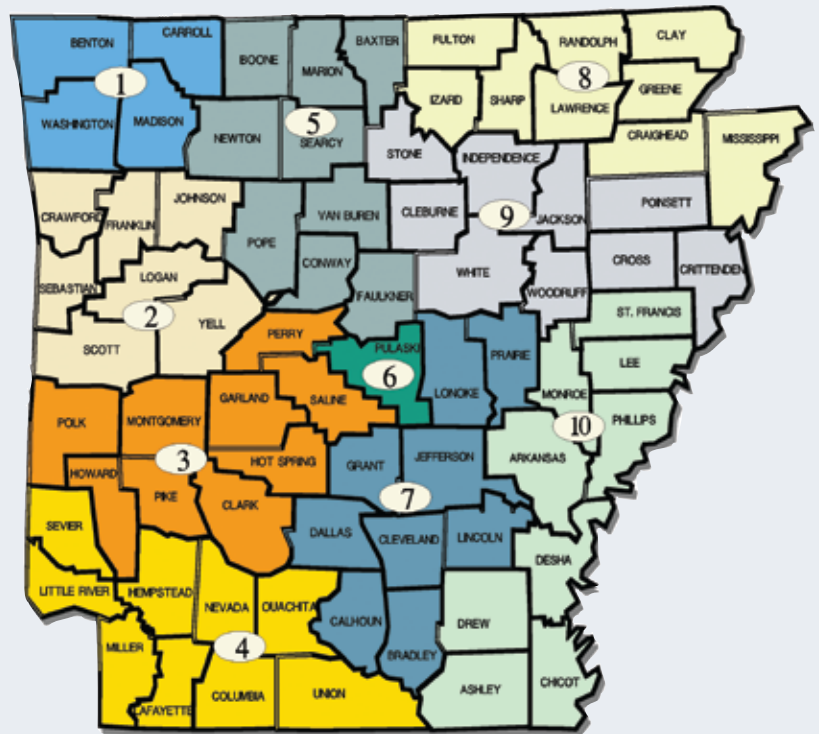 BENTON
CARROLL
1
WASHINGTON
MADISON
BOONE
MARION
BAXTER
NEWTON
5
SEARCY
POPE
VAN BUREN
CONWAY
FAULKNER
FULTON
RANDOLPH
CLAY
8
IZARD
SHARP
LAWRENCE
GREENE
CRAIGHEAD
MISSISSIPPI
STONE
INDEPENDENCE
CLEBURNE
9
JACKSON
POINSETT
WHITE
WOODRUFF
CROSS
CRITTENDEN
CRAWFORD
FRANKLIN
JOHNSON
SEBASTIAN
LOGAN
2
YELL
SCOTT
PERRY
PULASKI
6
GARLAND
SALINE
POLK
MONTGOMERY
3
HOT SPRING
HOWARD
PIKE
CLARK
LONOKE
PRAIRIE
GRANT
JEFFERSON
7
DALLAS
CLEVELAND
LINCOLN
CALHOUN
BRADLEY
ST. FRANCIS
LEE
MONROE
PHILLIPS
10
ARKANSAS
DESHA
DREW
ASHLEY
CHICOT
SEVIER
LITTLE RIVER
HEMPSTEAD
NEVADA
OUACHITA
4
MILLER
LAFAYETTE
COLUMBIA
UNION